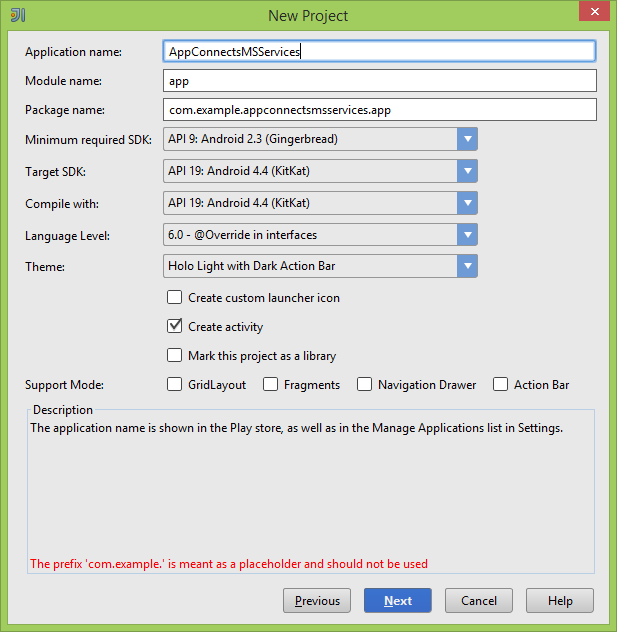 New Project
Application name: AppConnectsMSServices
Module name: app
Package name: com.example.appconnectsmsservices.app
Minimum required SDK: API 9: Android 2.3 (Gingerbread)
Target SDK: API 19: Android 4.4 (KitKat)
Compile with: API 19: Android 4.4 (KitKat)
Language Level: 6.0 - @Override in interfaces
Theme: Holo Light with Dark Action Bar
Create custom launcher icon
Create activity
Mark this project as a library
Support Mode: GridLayout Fragments Navigation Drawer Action Bar
Description
The application name is shown in the Play store, as well as in the Manage Applications list in Settings.
The prefix 'com.example.' is meant as a placeholder and should not be used
Previous Next Cancel Help